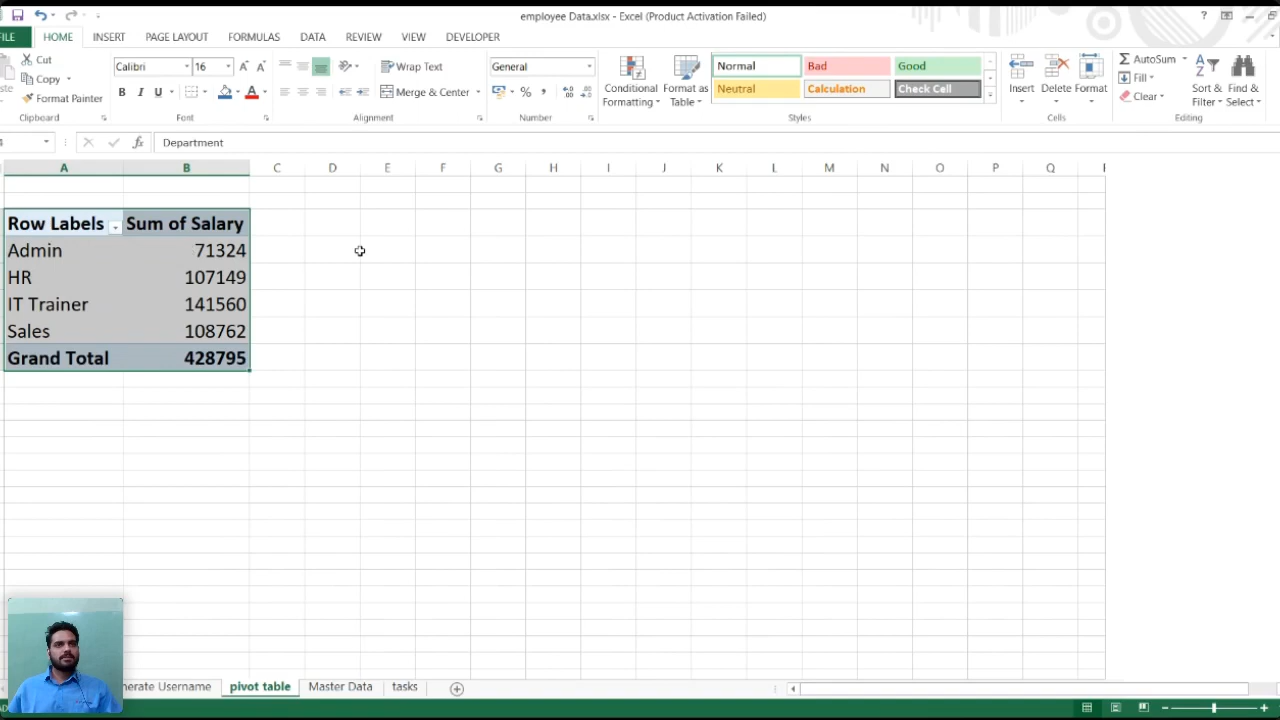 employee Data.xlsx - Excel (Product Activation Failed)
FILE HOME INSERT PAGE LAYOUT FORMULAS DATA REVIEW VIEW DEVELOPER
Cut
Copy
Format Painter
Clipboard
Calibri 16
B I U A
Font
Wrap Text
Merge & Center
Alignment
General
%
Number
Conditional Formatting
Format as Table
Normal Bad Good
Neutral Calculation Check Cell
Styles
Insert Delete Format
Cells
AutoSum
Fill
Clear
Sort & Filter
Find & Select
Editing
fx Department
A B C D E F G H I J K L M N O P Q
Row Labels Sum of Salary
Admin 71324
HR 107149
IT Trainer 141560
Sales 108762
Grand Total 428795
nerate Username pivot table Master Data tasks